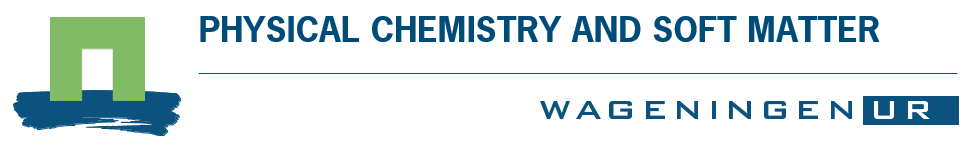 PHYSICAL CHEMISTRY AND SOFT MATTER
WAGENINGEN UR